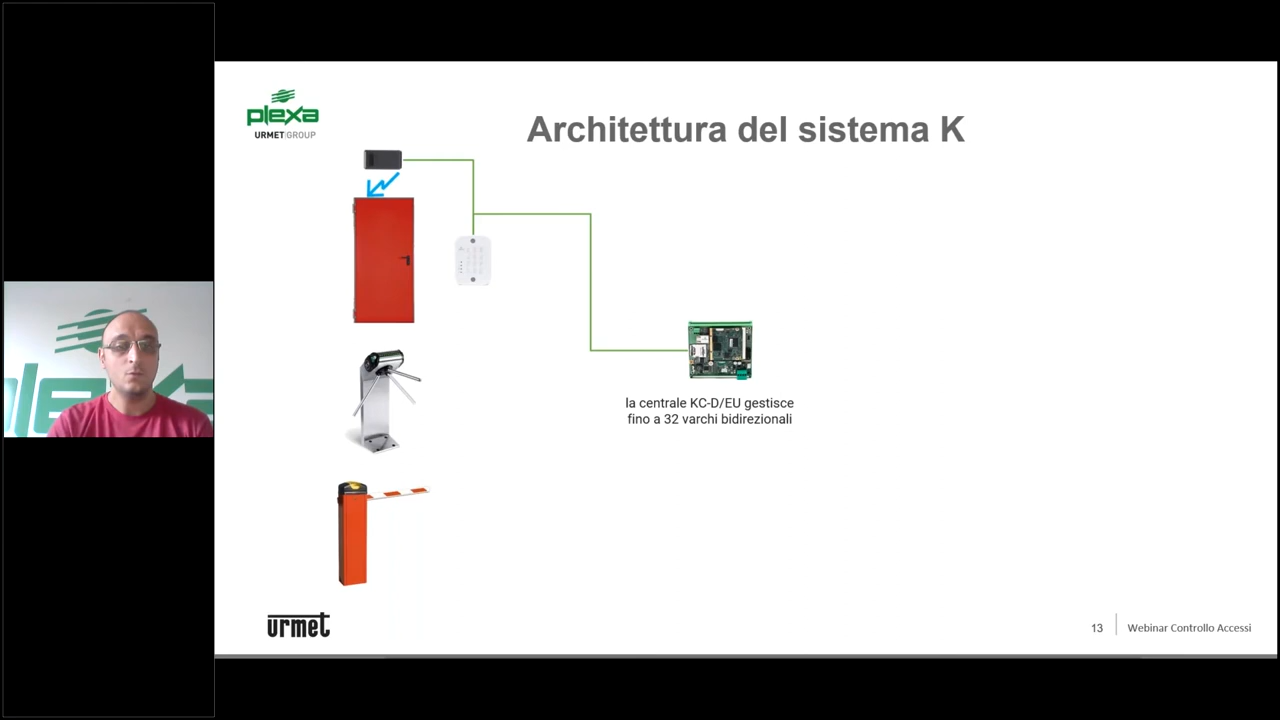 plexa
URMET GROUP
Architettura del sistema K
la centrale KC-D/EU gestisce
fino a 32 varchi bidirezionali
urmet
13
Webinar Controllo Accessi